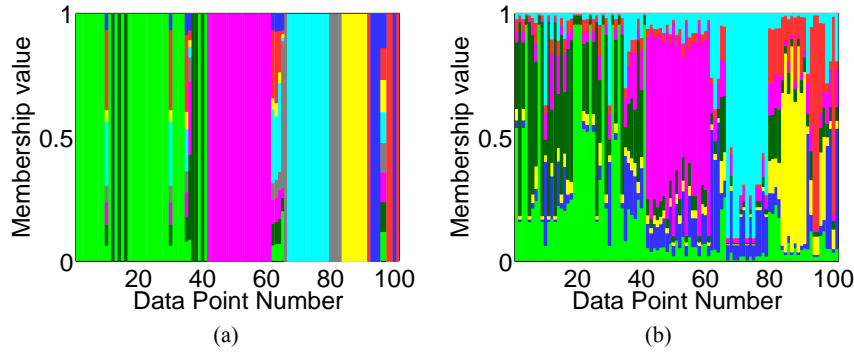 1
0.5
0
Membership value
20 40 60 80 100
Data Point Number
(a)
1
0.5
0
Membership value
20 40 60 80 100
Data Point Number
(b)